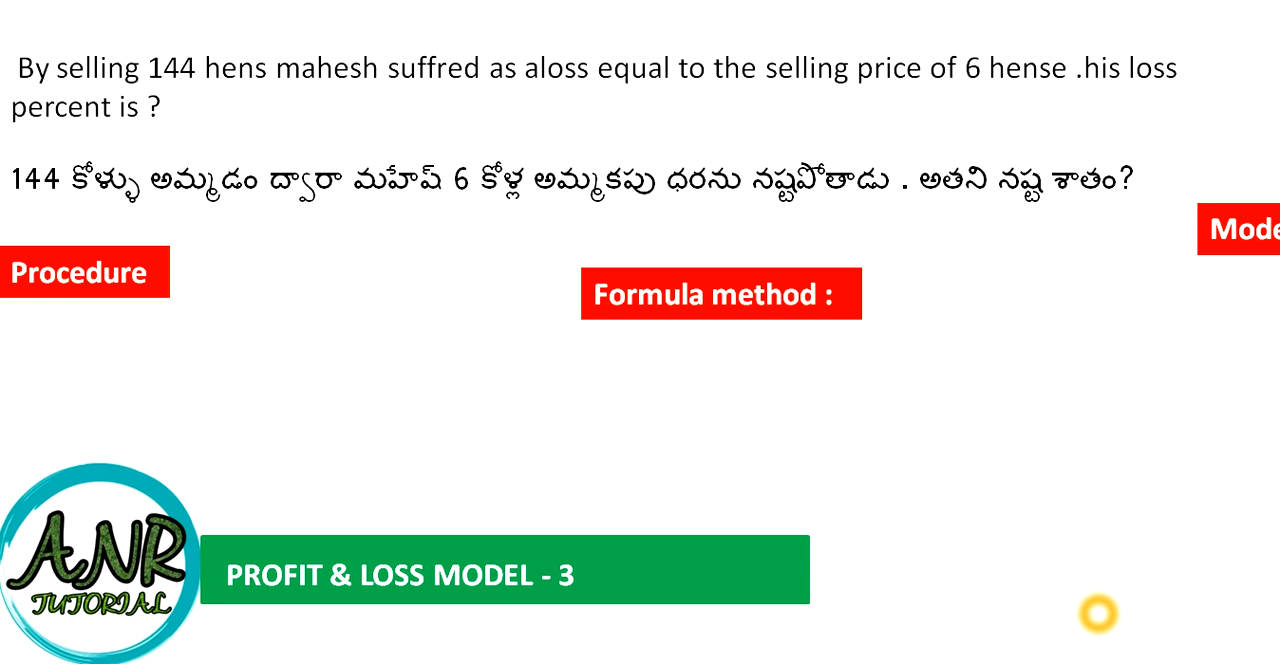 By selling 144 hens mahesh suffred as aloss equal to the selling price of 6 hense .his loss
percent is ?
144 కోళ్ళు అమ్మడం ద్వారా మహేష్ 6 కోళ్ల అమ్మకపు ధరను నష్టపోతాడు . అతని నష్ట శాతం?
Mode
Procedure
Formula method :
ANR
TUTORIAL
PROFIT & LOSS MODEL - 3